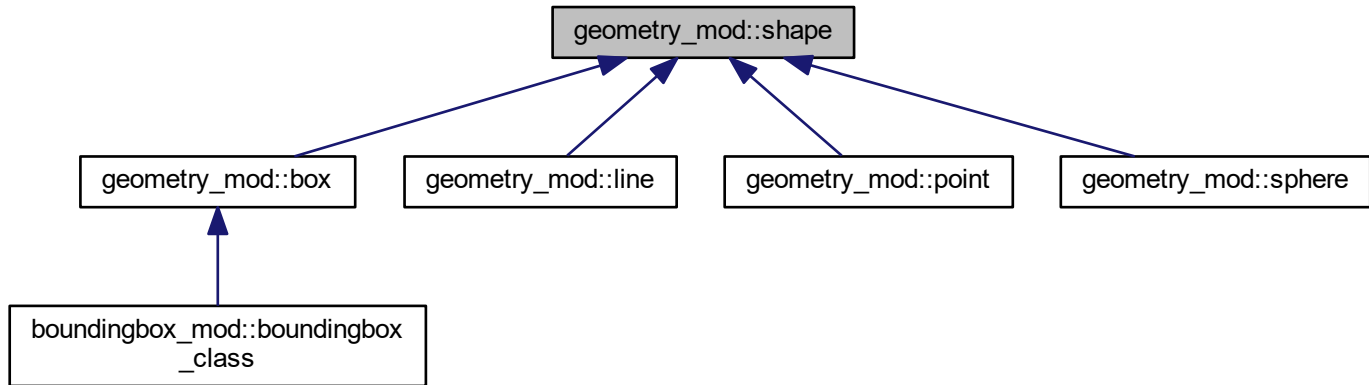 geometry_mod::shape
geometry_mod::box
geometry_mod::line
geometry_mod::point
geometry_mod::sphere
boundingbox_mod::boundingbox
_class